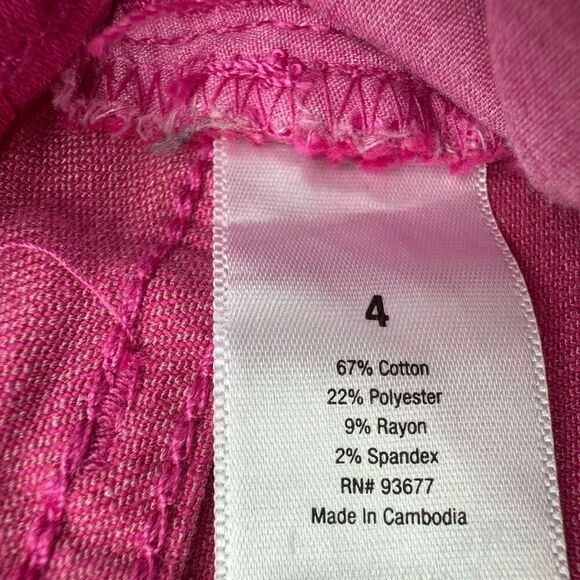 4
67% Cotton
22% Polyester
9% Rayon
2% Spandex
RN# 93677
Made In Cambodia